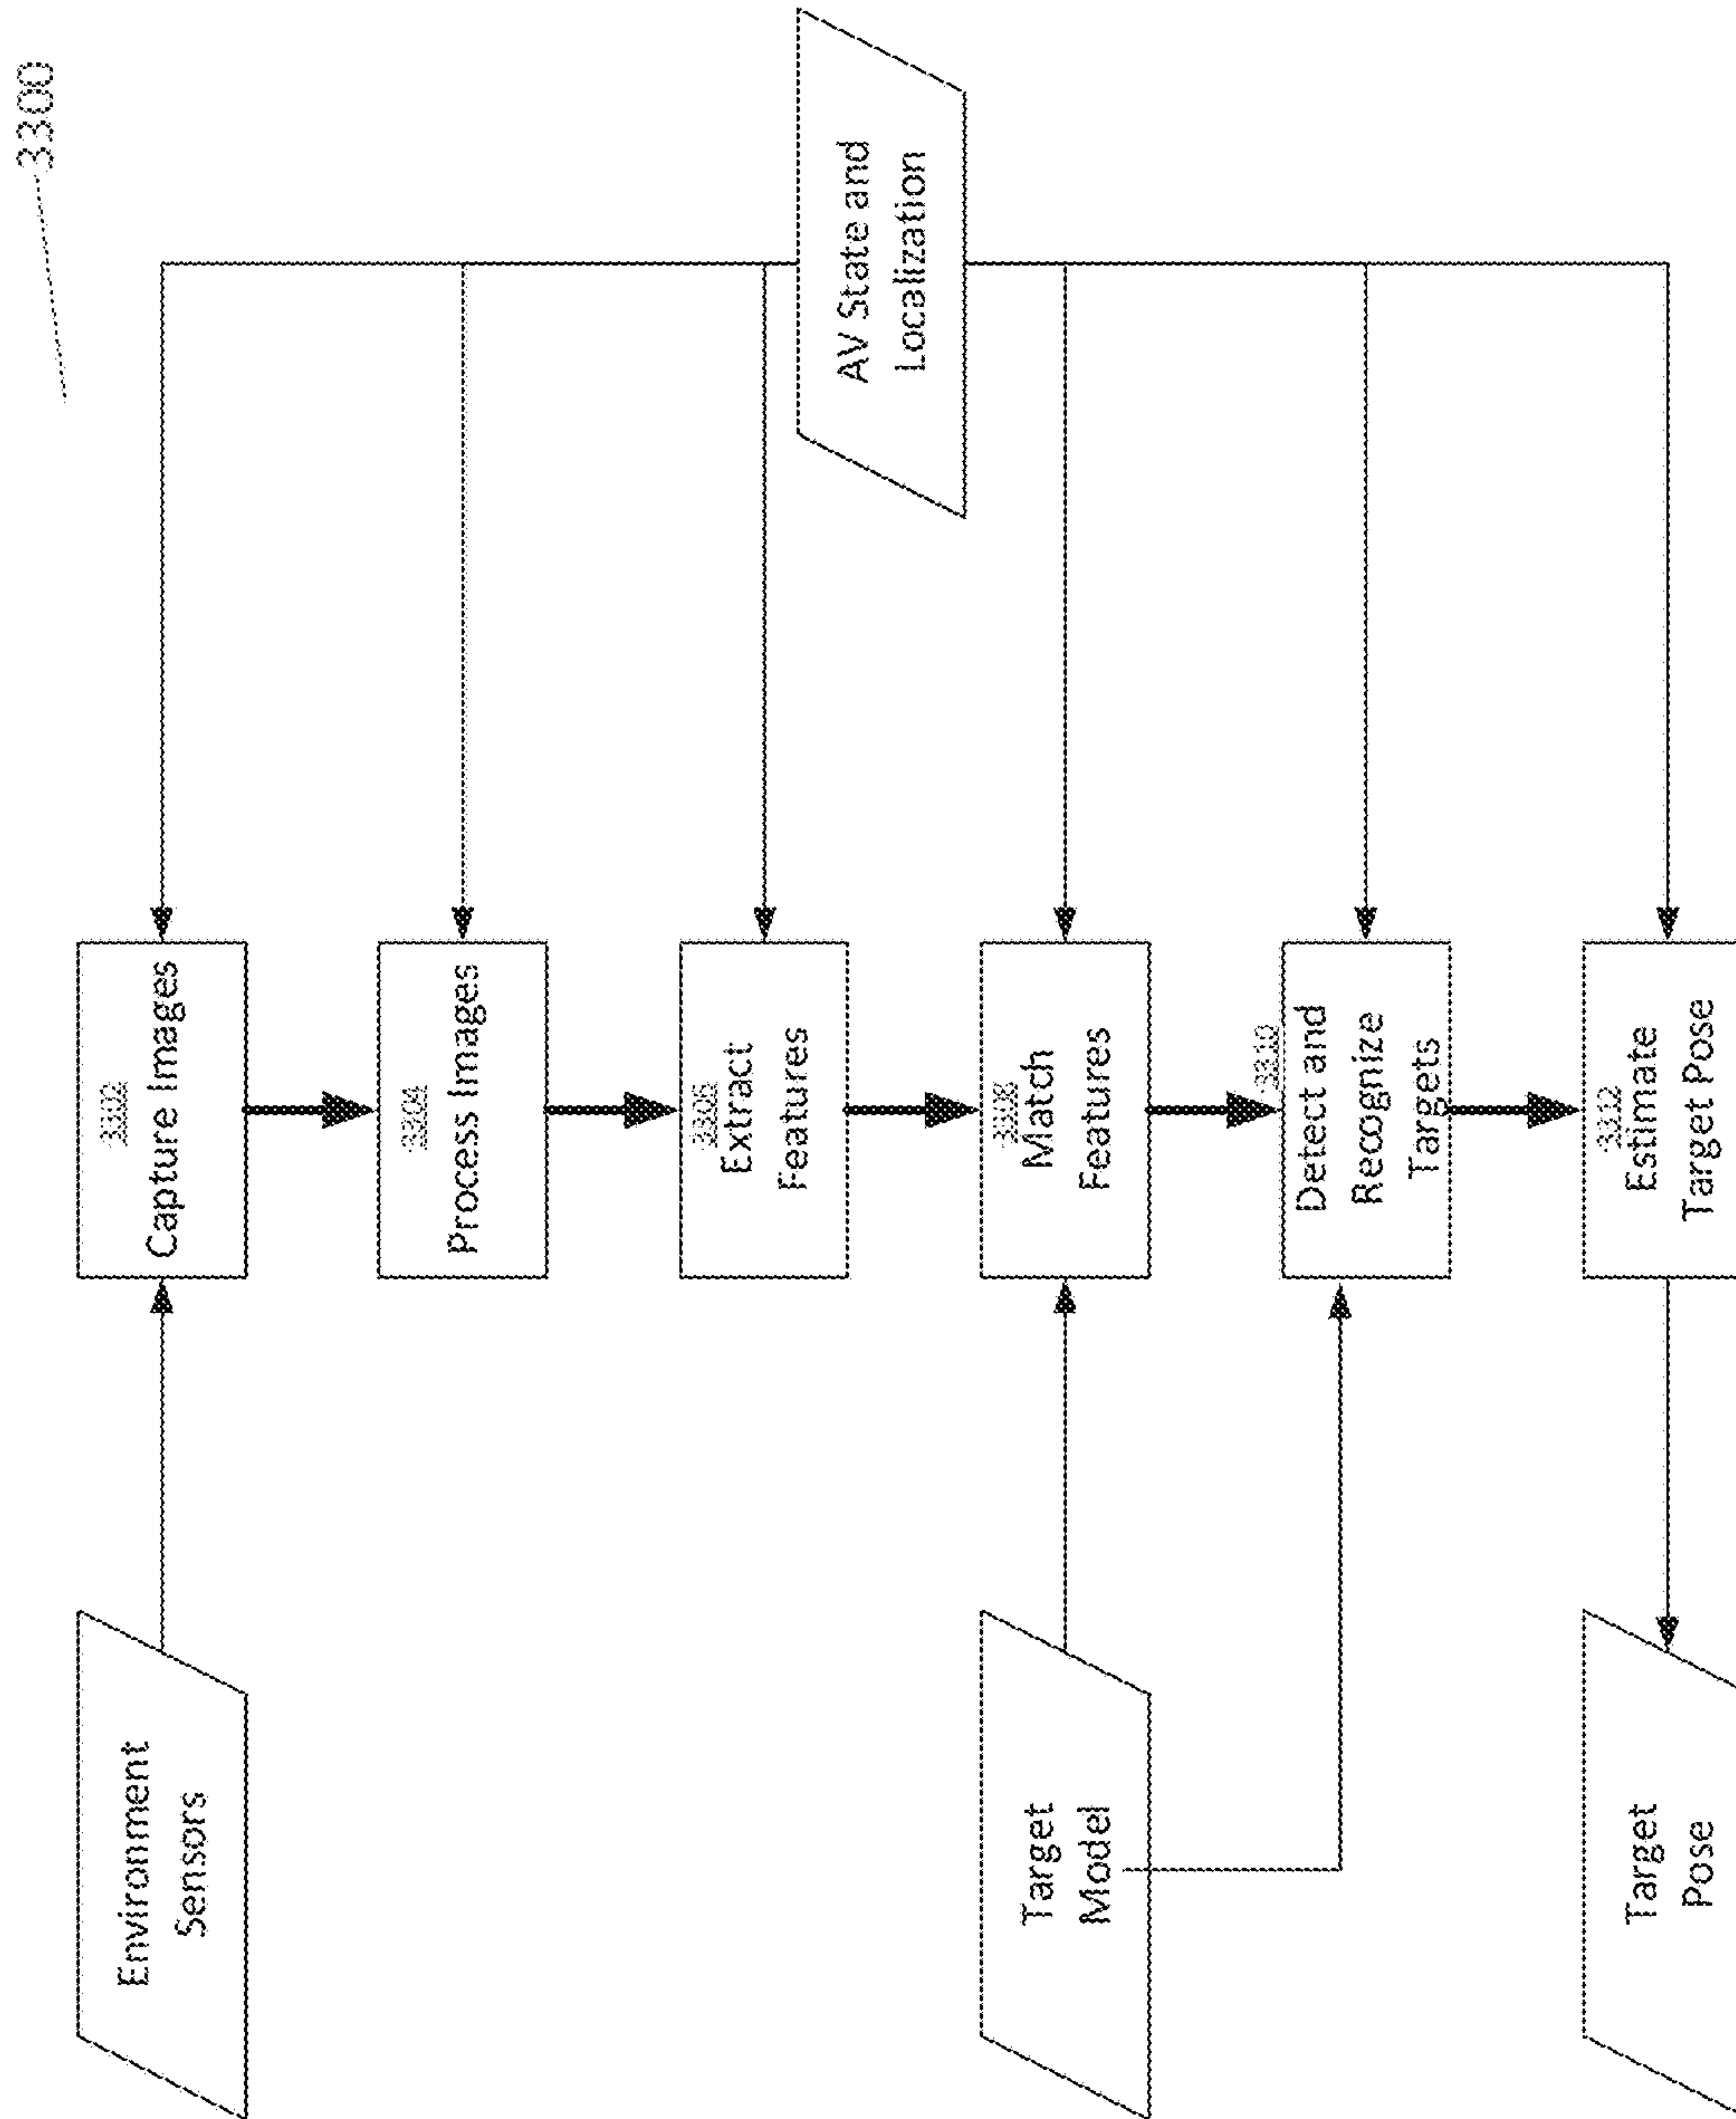 3300
Environment
Sensors
3302
Capture Images
3304
Process Images
3306
Extract
Features
AV State and
Localization
Target
Model
3308
Match
Features
3310
Detect and
Recognize
Targets
3312
Estimate
Target Pose
Target
Pose